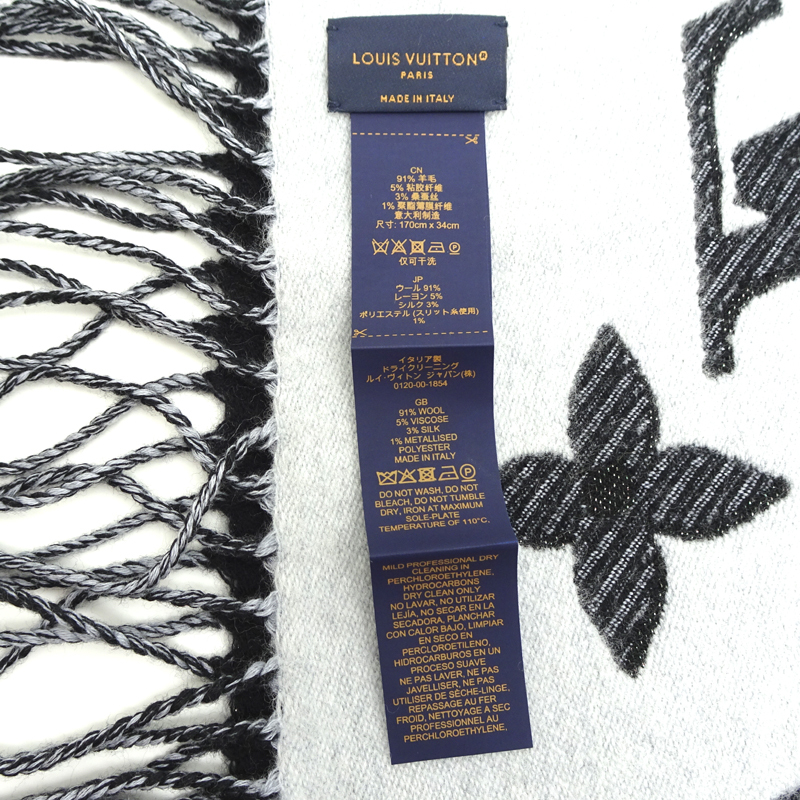 LOUIS VUITTON®
PARIS
MADE IN ITALY
CN
91% 羊毛
5% 粘胶纤维
3% 桑蚕丝
1% 聚酯薄膜纤维
意大利制造
尺寸: 170cm x 34cm
仅可干洗
JP
ウール 91%
レーヨン 5%
シルク 3%
ポリエステル (スリット糸使用)
1%
イタリア製
ドライクリーニング
ルイ・ヴィトン ジャパン(株)
0120-00-1854
GB
91% WOOL
5% VISCOSE
3% SILK
1% METALLISED
POLYESTER
MADE IN ITALY
DO NOT WASH, DO NOT
BLEACH, DO NOT TUMBLE
DRY, IRON AT MAXIMUM
SOLE-PLATE
TEMPERATURE OF 110°C,
MILD PROFESSIONAL DRY
CLEANING IN
PERCHLOROETHYLENE,
HYDROCARBONS
DRY CLEAN ONLY
NO LAVAR, NO UTILIZAR
LEJÍA, NO SECAR EN LA
SECADORA, PLANCHAR
CON CALOR BAJO, LIMPIAR
EN SECO EN
PERCLOROETILENO,
HIDROCARBUROS EN UN
PROCESO SUAVE
NE PAS LAVER, NE PAS
JAVELLISER, NE PAS
UTILISER DE SÈCHE-LINGE,
REPASSAGE AU FER
FROID, NETTOYAGE A SEC
PROFESSIONNEL AU
PERCHLOROETHYLENE,